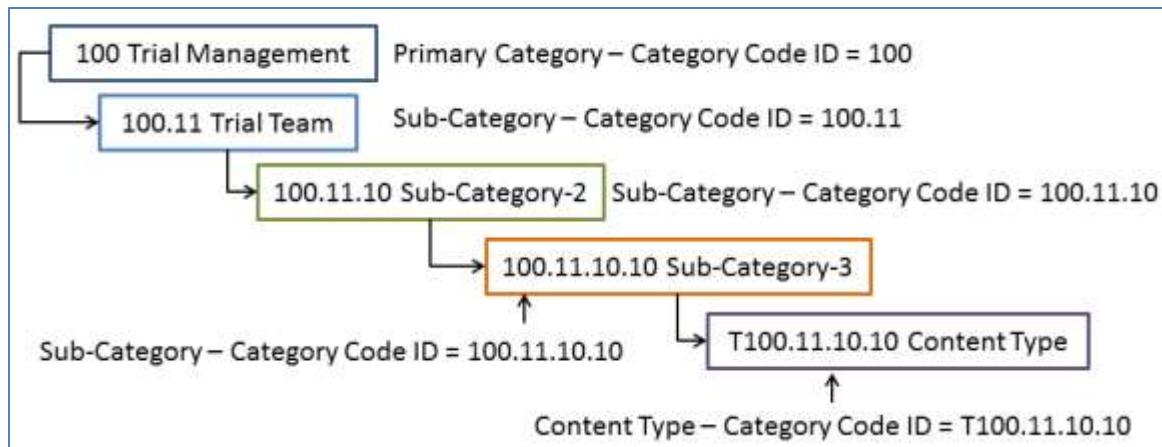 100 Trial Management
Primary Category – Category Code ID = 100
100.11 Trial Team
Sub-Category – Category Code ID = 100.11
100.11.10 Sub-Category-2
Sub-Category – Category Code ID = 100.11.10
100.11.10.10 Sub-Category-3
Sub-Category – Category Code ID = 100.11.10.10
T100.11.10.10 Content Type
Content Type – Category Code ID = T100.11.10.10